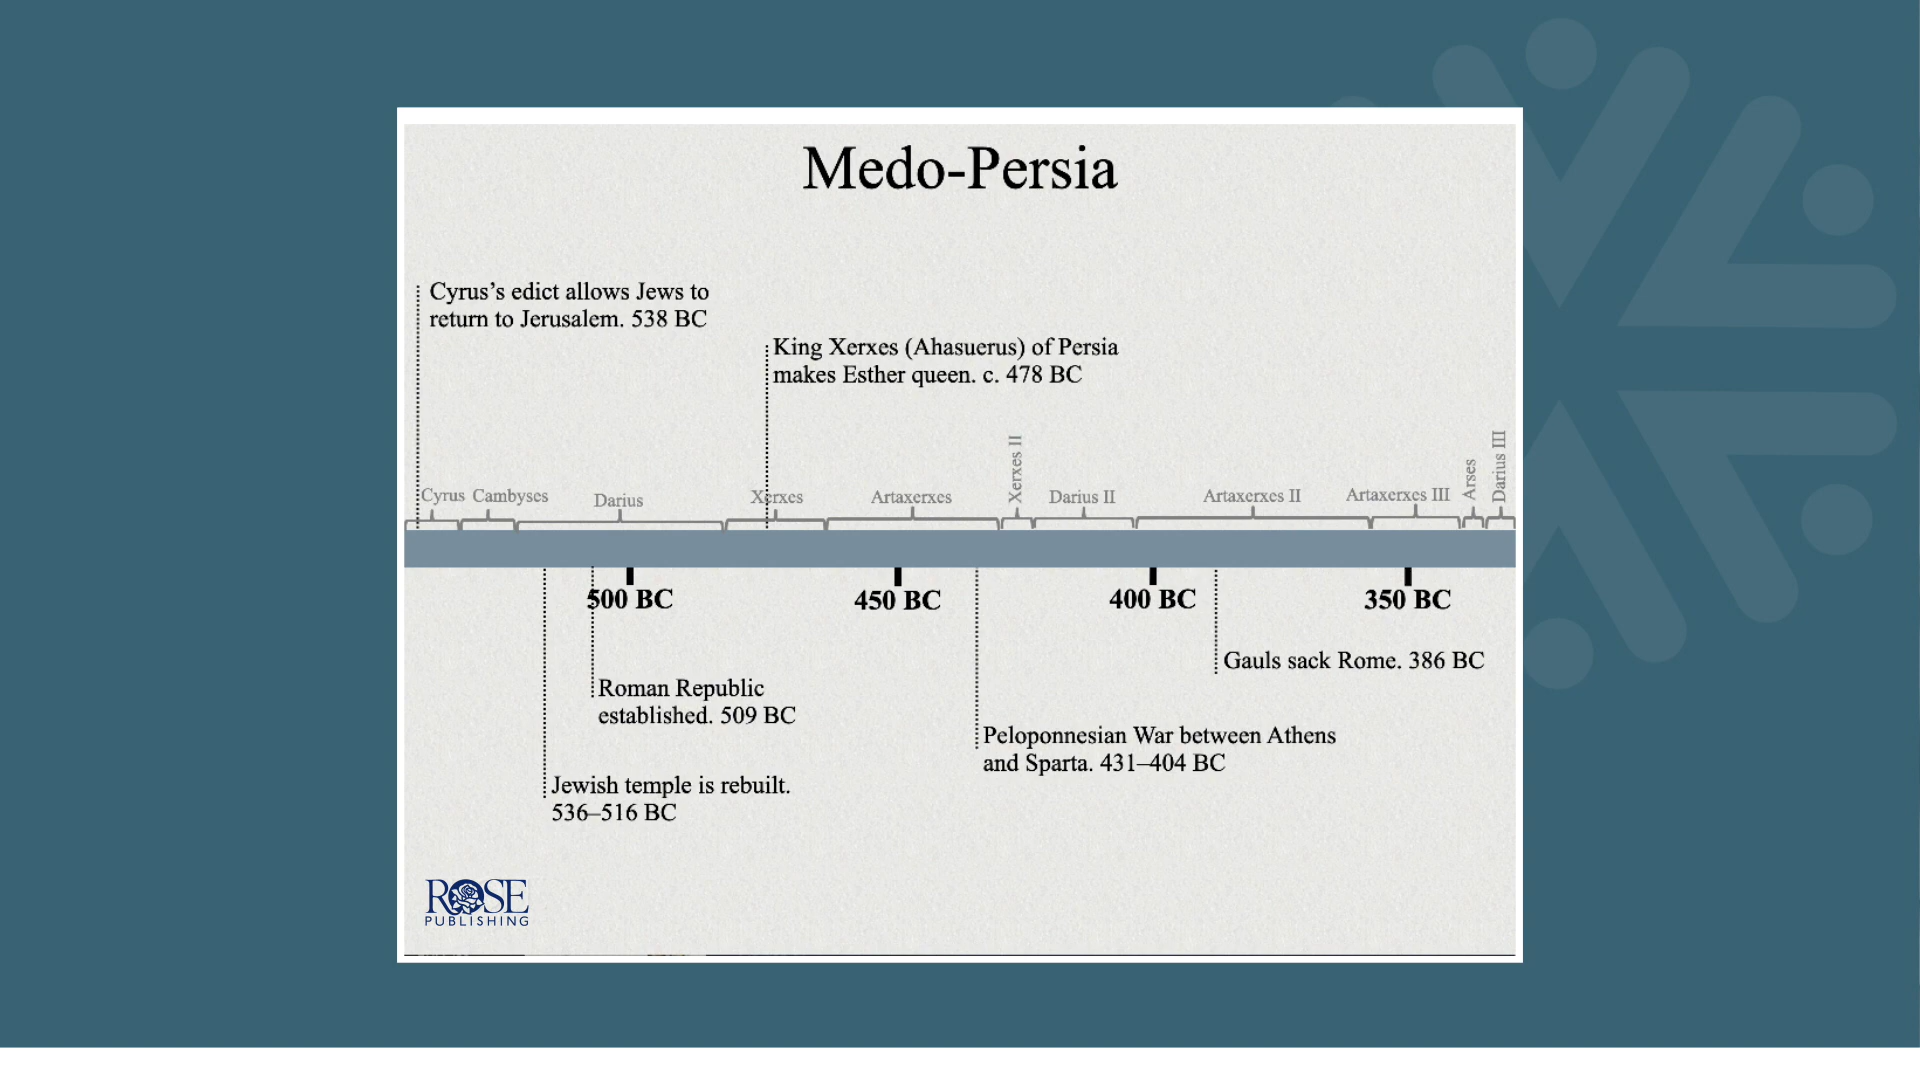 Medo-Persia
Cyrus’s edict allows Jews to
return to Jerusalem. 538 BC
King Xerxes (Ahasuerus) of Persia
makes Esther queen. c. 478 BC
Cyrus
Cambyses
Darius
Xerxes
Artaxerxes
Xerxes II
Darius II
Artaxerxes II
Artaxerxes III
Arses
Darius III
500 BC
450 BC
400 BC
350 BC
Gauls sack Rome. 386 BC
Roman Republic
established. 509 BC
Peloponnesian War between Athens
and Sparta. 431–404 BC
Jewish temple is rebuilt.
536–516 BC
ROSE
PUBLISHING